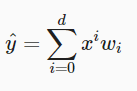 ŷ = ∑_{i=0}^{d} x^i w_i